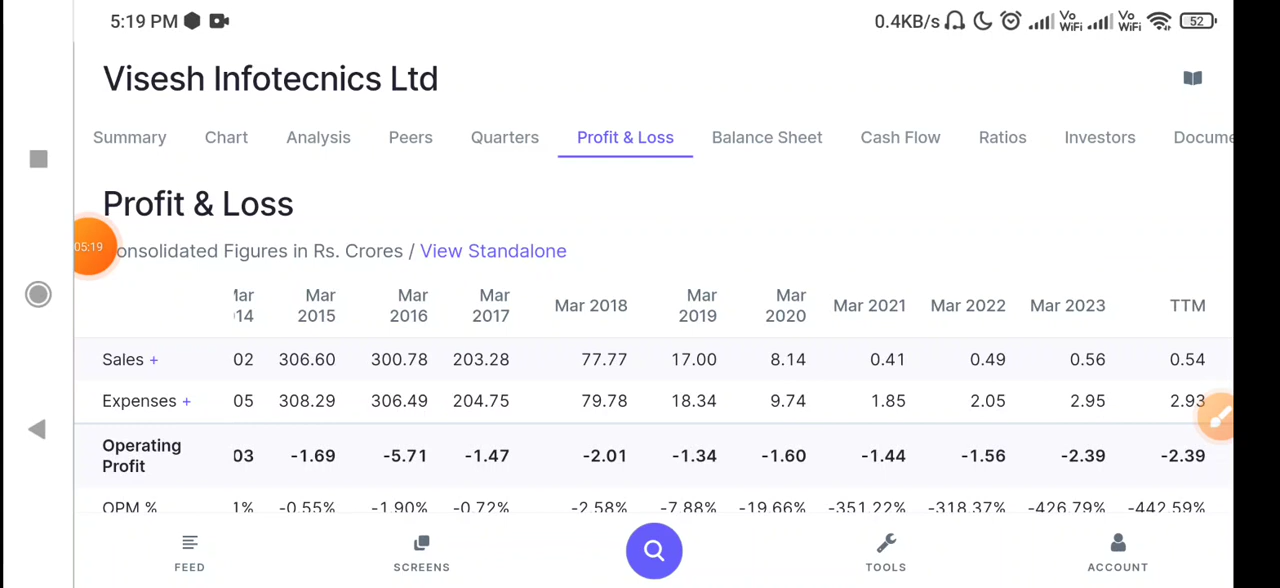 5:19 PM 0.4KB/s Vo WiFi Vo WiFi 52
Visesh Infotecnics Ltd
Summary Chart Analysis Peers Quarters Profit & Loss Balance Sheet Cash Flow Ratios Investors Docume
Profit & Loss
05:19
onsolidated Figures in Rs. Crores / View Standalone
Mar 14 Mar 2015 Mar 2016 Mar 2017 Mar 2018 Mar 2019 Mar 2020 Mar 2021 Mar 2022 Mar 2023 TTM
Sales + 02 306.60 300.78 203.28 77.77 17.00 8.14 0.41 0.49 0.56 0.54
Expenses + 05 308.29 306.49 204.75 79.78 18.34 9.74 1.85 2.05 2.95 2.93
Operating Profit 03 -1.69 -5.71 -1.47 -2.01 -1.34 -1.60 -1.44 -1.56 -2.39 -2.39
OPM % 1% -0.55% -1.90% -0.72% -2.58% -7.88% -19.66% -351.22% -318.37% -426.79% -442.59%
FEED SCREENS TOOLS ACCOUNT